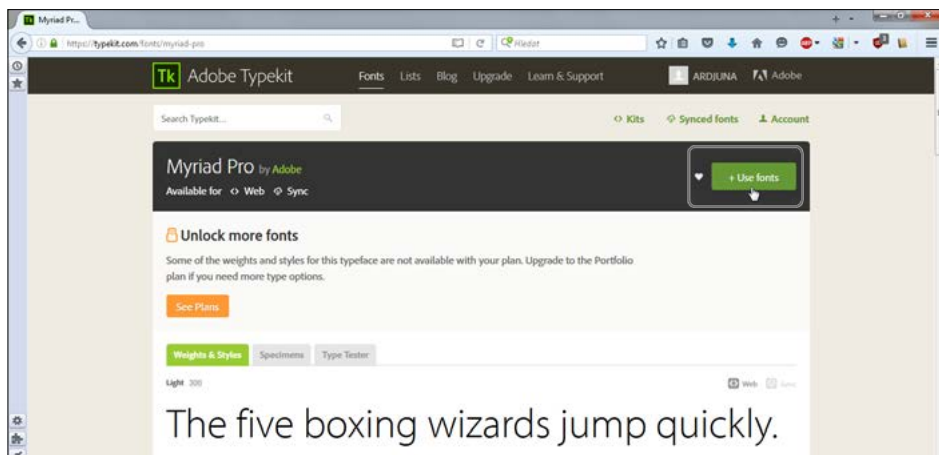 Myriad Pr...
https://typekit.com/fonts/myriad-pro
Hledat
Tk Adobe Typekit Fonts Lists Blog Upgrade Learn & Support ARDJUNA Adobe
Search Typekit... Kits Synced fonts Account
Myriad Pro by Adobe
+ Use fonts
Available for Web Sync
Unlock more fonts
Some of the weights and styles for this typeface are not available with your plan. Upgrade to the Portfolio
plan if you need more type options.
See Plans
Weights & Styles Specimens Type Tester
Light 300 Web Sync
The five boxing wizards jump quickly.